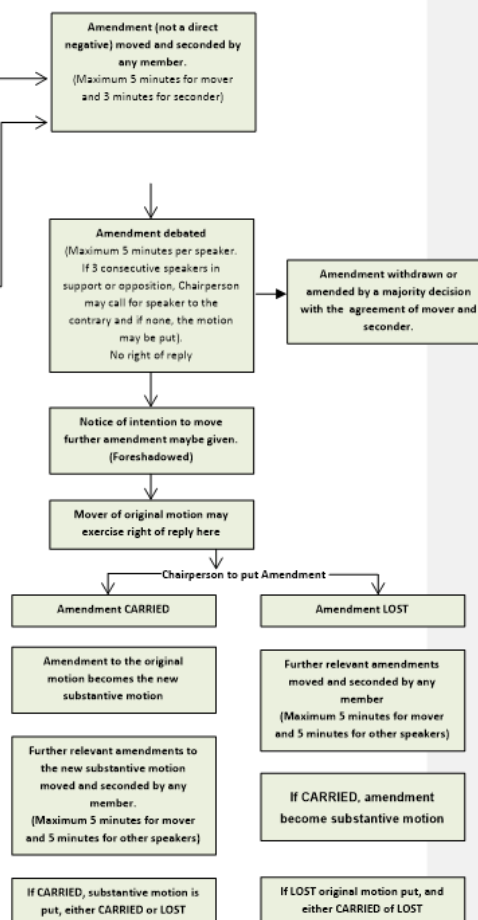 Amendment (not a direct
negative) moved and seconded by
any member.
(Maximum 5 minutes for mover
and 3 minutes for seconder)
Amendment debated
(Maximum 5 minutes per speaker.
If 3 consecutive speakers in
support or opposition, Chairperson
may call for speaker to the
contrary and if none, the motion
may be put).
No right of reply
Amendment withdrawn or
amended by a majority decision
with the agreement of mover and
seconder.
Notice of intention to move
further amendment maybe given.
(Foreshadowed)
Mover of original motion may
exercise right of reply here
Chairperson to put Amendment
Amendment CARRIED
Amendment to the original
motion becomes the new
substantive motion
Further relevant amendments to
the new substantive motion
moved and seconded by any
member.
(Maximum 5 minutes for mover
and 5 minutes for other speakers)
If CARRIED, substantive motion is
put, either CARRIED or LOST
Amendment LOST
Further relevant amendments
moved and seconded by any
member
(Maximum 5 minutes for mover
and 5 minutes for other speakers)
If CARRIED, amendment
become substantive motion
If LOST original motion put, and
either CARRIED of LOST